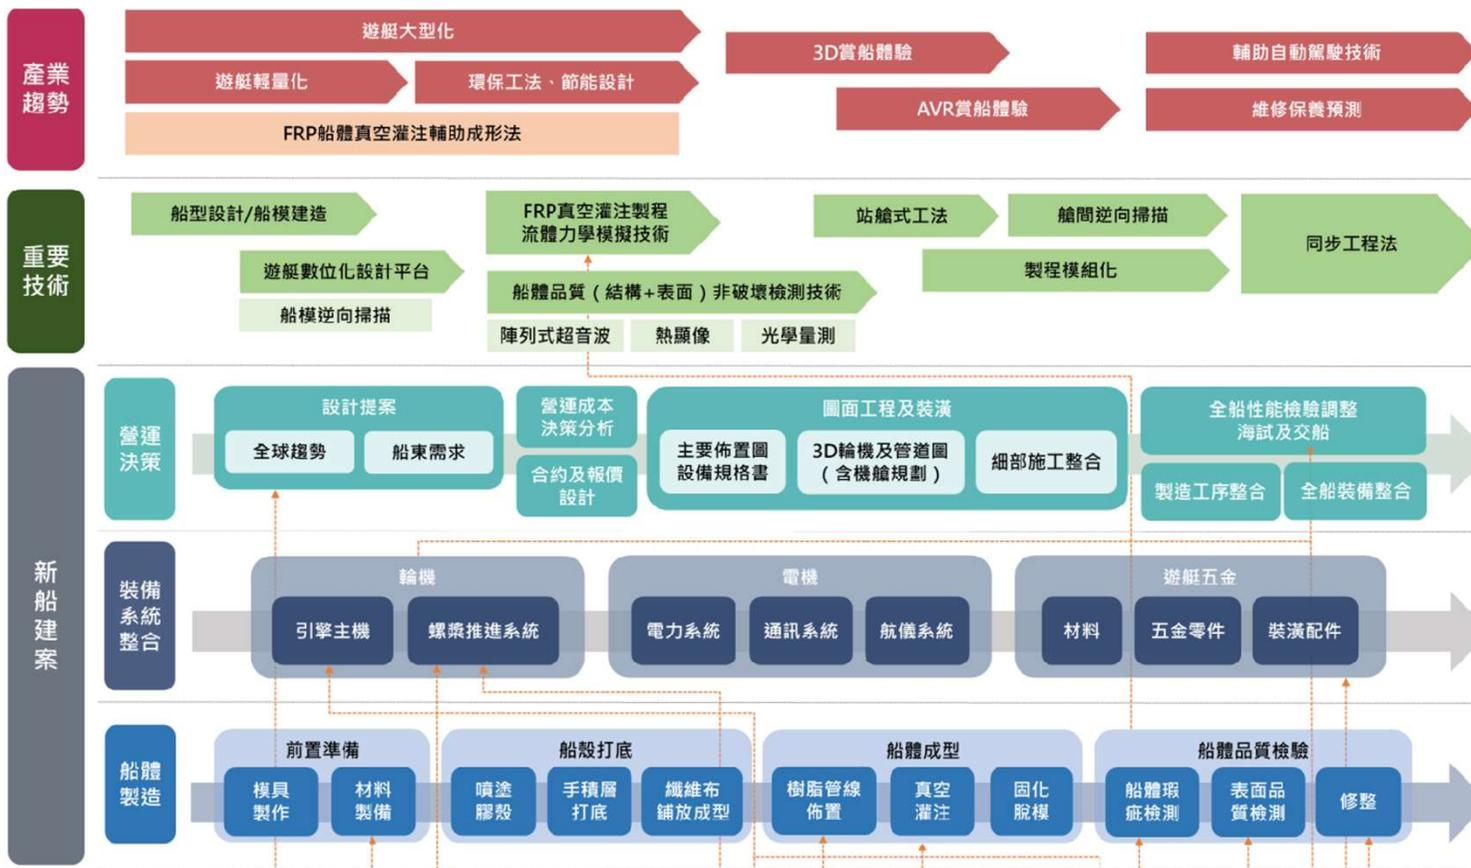 產業
趨勢
遊艇大型化
遊艇輕量化
環保工法、節能設計
FRP船體真空灌注輔助成形法
3D賞船體驗
AVR賞船體驗
輔助自動駕駛技術
維修保養預測
重要
技術
船型設計/船模建造
遊艇數位化設計平台
船模逆向掃描
FRP真空灌注製程
流體力學模擬技術
船體品質(結構+表面)非破壞檢測技術
陣列式超音波
熱顯像
光學量測
站艙式工法
艙間逆向掃描
製程模組化
同步工程法
新
船
建
案
營運
決策
設計提案
全球趨勢
船東需求
營運成本
決策分析
合約及報價
設計
圖面工程及裝潢
主要佈置圖
設備規格書
3D輪機及管道圖
(含機艙規劃)
細部施工整合
全船性能檢驗調整
海試及交船
製造工序整合
全船裝備整合
裝備
系統
整合
輪機
引擎主機
螺槳推進系統
電機
電力系統
通訊系統
航儀系統
遊艇五金
材料
五金零件
裝潢配件
船體
製造
前置準備
模具
製作
材料
製備
船殼打底
噴塗
膠殼
手積層
打底
纖維布
鋪放成型
船體成型
樹脂管線
佈置
真空
灌注
固化
脫模
船體品質檢驗
船體瑕
疵檢測
表面品
質檢測
修整